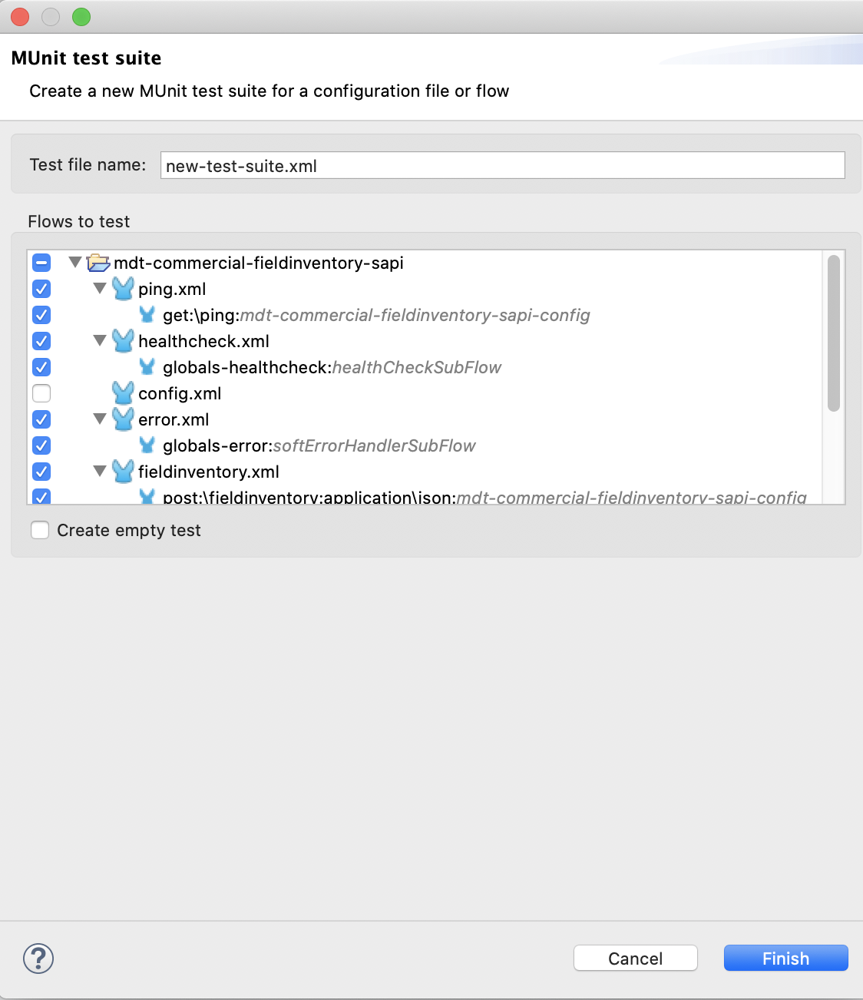 MUnit test suite
Create a new MUnit test suite for a configuration file or flow
Test file name: new-test-suite.xml
Flows to test
mdt-commercial-fieldinventory-sapi
ping.xml
get:\ping:mdt-commercial-fieldinventory-sapi-config
healthcheck.xml
globals-healthcheck:healthCheckSubFlow
config.xml
error.xml
globals-error:softErrorHandlerSubFlow
fieldinventory.xml
post:\fieldinventory:application\json:mdt-commercial-fieldinventory-sapi-config
Create empty test
?
Cancel Finish